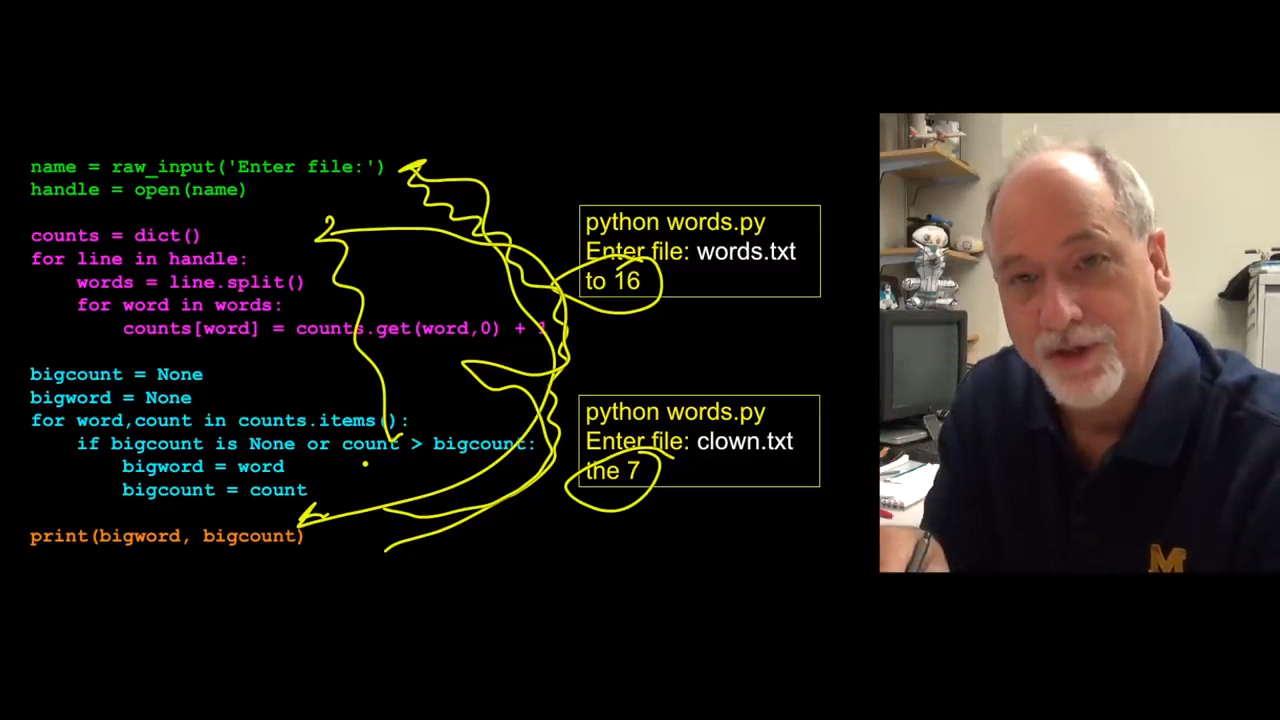 name = raw_input('Enter file:')
handle = open(name)
counts = dict()
for line in handle:
    words = line.split()
    for word in words:
        counts[word] = counts.get(word,0) + 1
bigcount = None
bigword = None
for word,count in counts.items():
    if bigcount is None or count > bigcount:
        bigword = word
        bigcount = count
print(bigword, bigcount)
python words.py
Enter file: words.txt
to 16
python words.py
Enter file: clown.txt
the 7
M